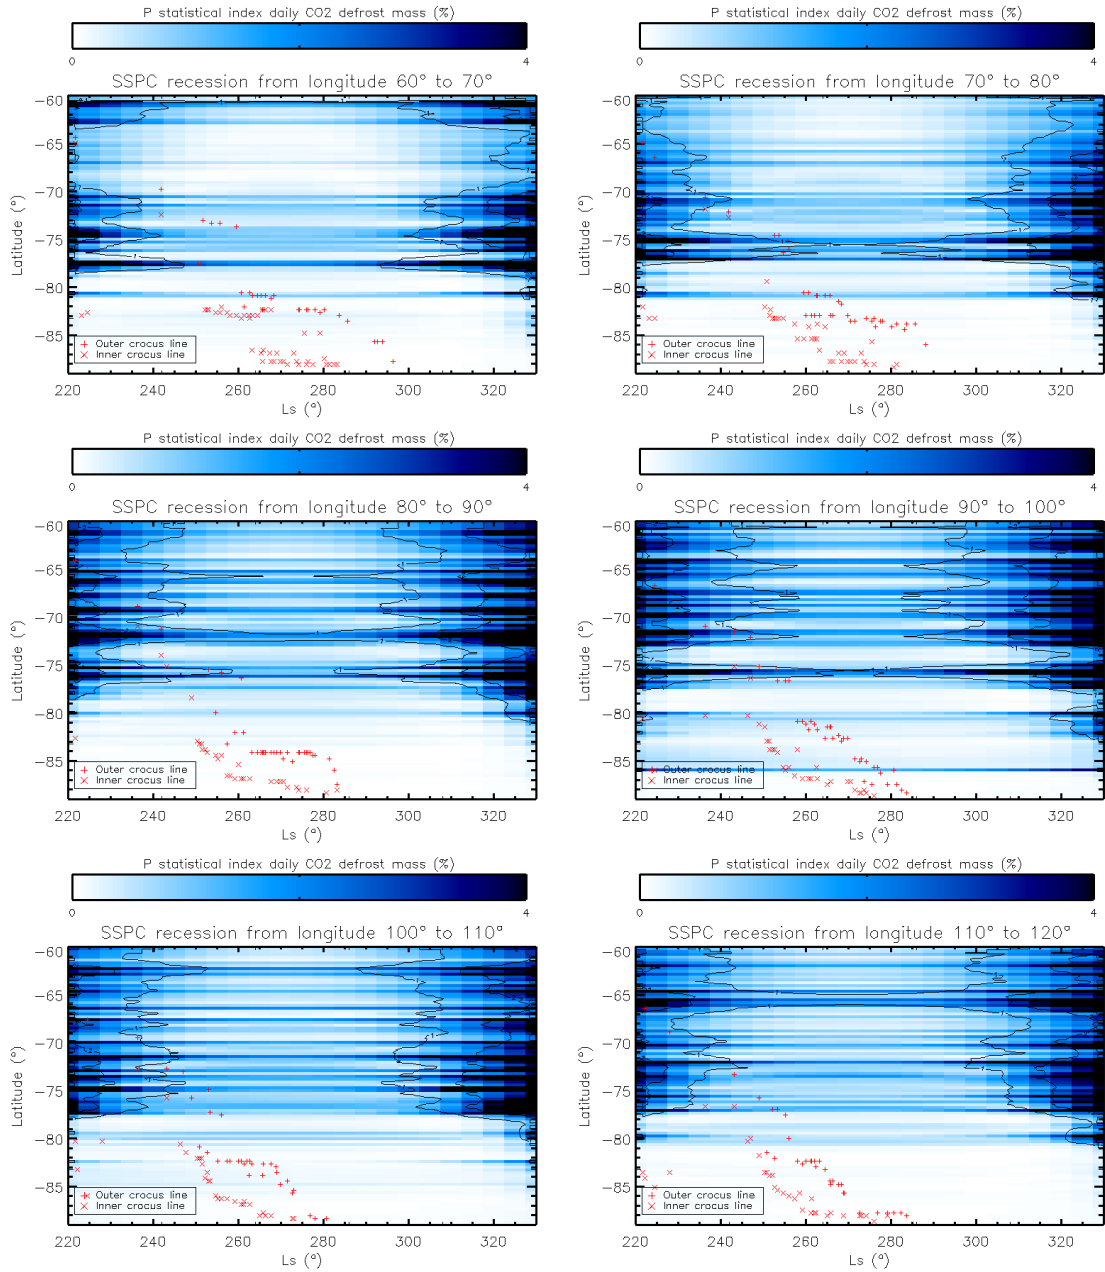 P statistical index daily CO2 defrost mass (%)
0 4
SSPC recession from longitude 60° to 70°
-60
-65
-70
-75
-80
-85
Latitude (°)
+ Outer crocus line
× Inner crocus line
220 240 260 280 300 320
Ls (°)
P statistical index daily CO2 defrost mass (%)
0 4
SSPC recession from longitude 70° to 80°
-60
-65
-70
-75
-80
-85
Latitude (°)
+ Outer crocus line
× Inner crocus line
220 240 260 280 300 320
Ls (°)
P statistical index daily CO2 defrost mass (%)
0 4
SSPC recession from longitude 80° to 90°
-60
-65
-70
-75
-80
-85
Latitude (°)
+ Outer crocus line
× Inner crocus line
220 240 260 280 300 320
Ls (°)
P statistical index daily CO2 defrost mass (%)
0 4
SSPC recession from longitude 90° to 100°
-60
-65
-70
-75
-80
-85
Latitude (°)
+ Outer crocus line
× Inner crocus line
220 240 260 280 300 320
Ls (°)
P statistical index daily CO2 defrost mass (%)
0 4
SSPC recession from longitude 100° to 110°
-60
-65
-70
-75
-80
-85
Latitude (°)
+ Outer crocus line
× Inner crocus line
220 240 260 280 300 320
Ls (°)
P statistical index daily CO2 defrost mass (%)
0 4
SSPC recession from longitude 110° to 120°
-60
-65
-70
-75
-80
-85
Latitude (°)
+ Outer crocus line
× Inner crocus line
220 240 260 280 300 320
Ls (°)